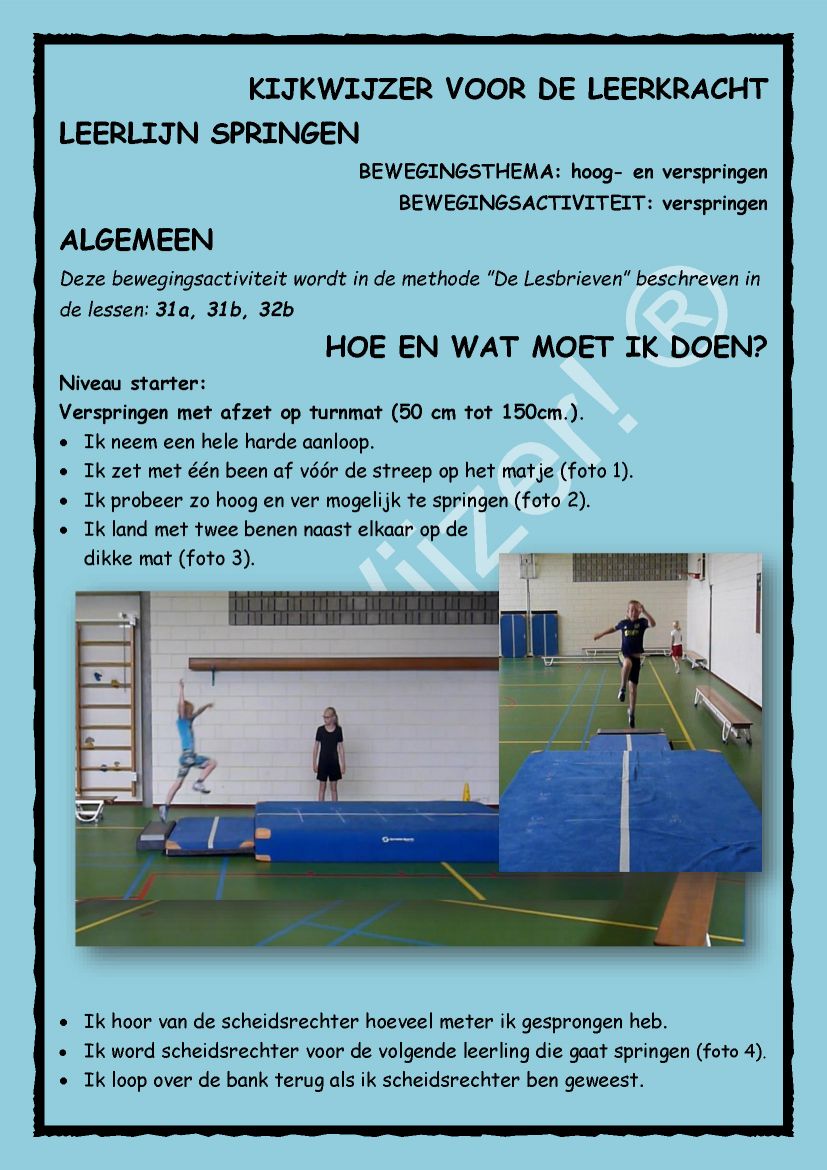 KIJKWIJZER VOOR DE LEERKRACHT
LEERLIJN SPRINGEN
BEWEGINGSTHEMA: hoog- en verspringen
BEWEGINGSACTIVITEIT: verspringen
ALGEMEEN
Deze bewegingsactiviteit wordt in de methode "De Lesbrieven" beschreven in
de lessen: 31a, 31b, 32b
HOE EN WAT MOET IK DOEN?
Niveau starter:
Verspringen met afzet op turnmat (50 cm tot 150cm.).
• Ik neem een hele harde aanloop.
• Ik zet met één been af vóór de streep op het matje (foto 1).
• Ik probeer zo hoog en ver mogelijk te springen (foto 2).
• Ik land met twee benen naast elkaar op de
dikke mat (foto 3).
ijzer! ®
• Ik hoor van de scheidsrechter hoeveel meter ik gesprongen heb.
• Ik word scheidsrechter voor de volgende leerling die gaat springen (foto 4).
• Ik loop over de bank terug als ik scheidsrechter ben geweest.